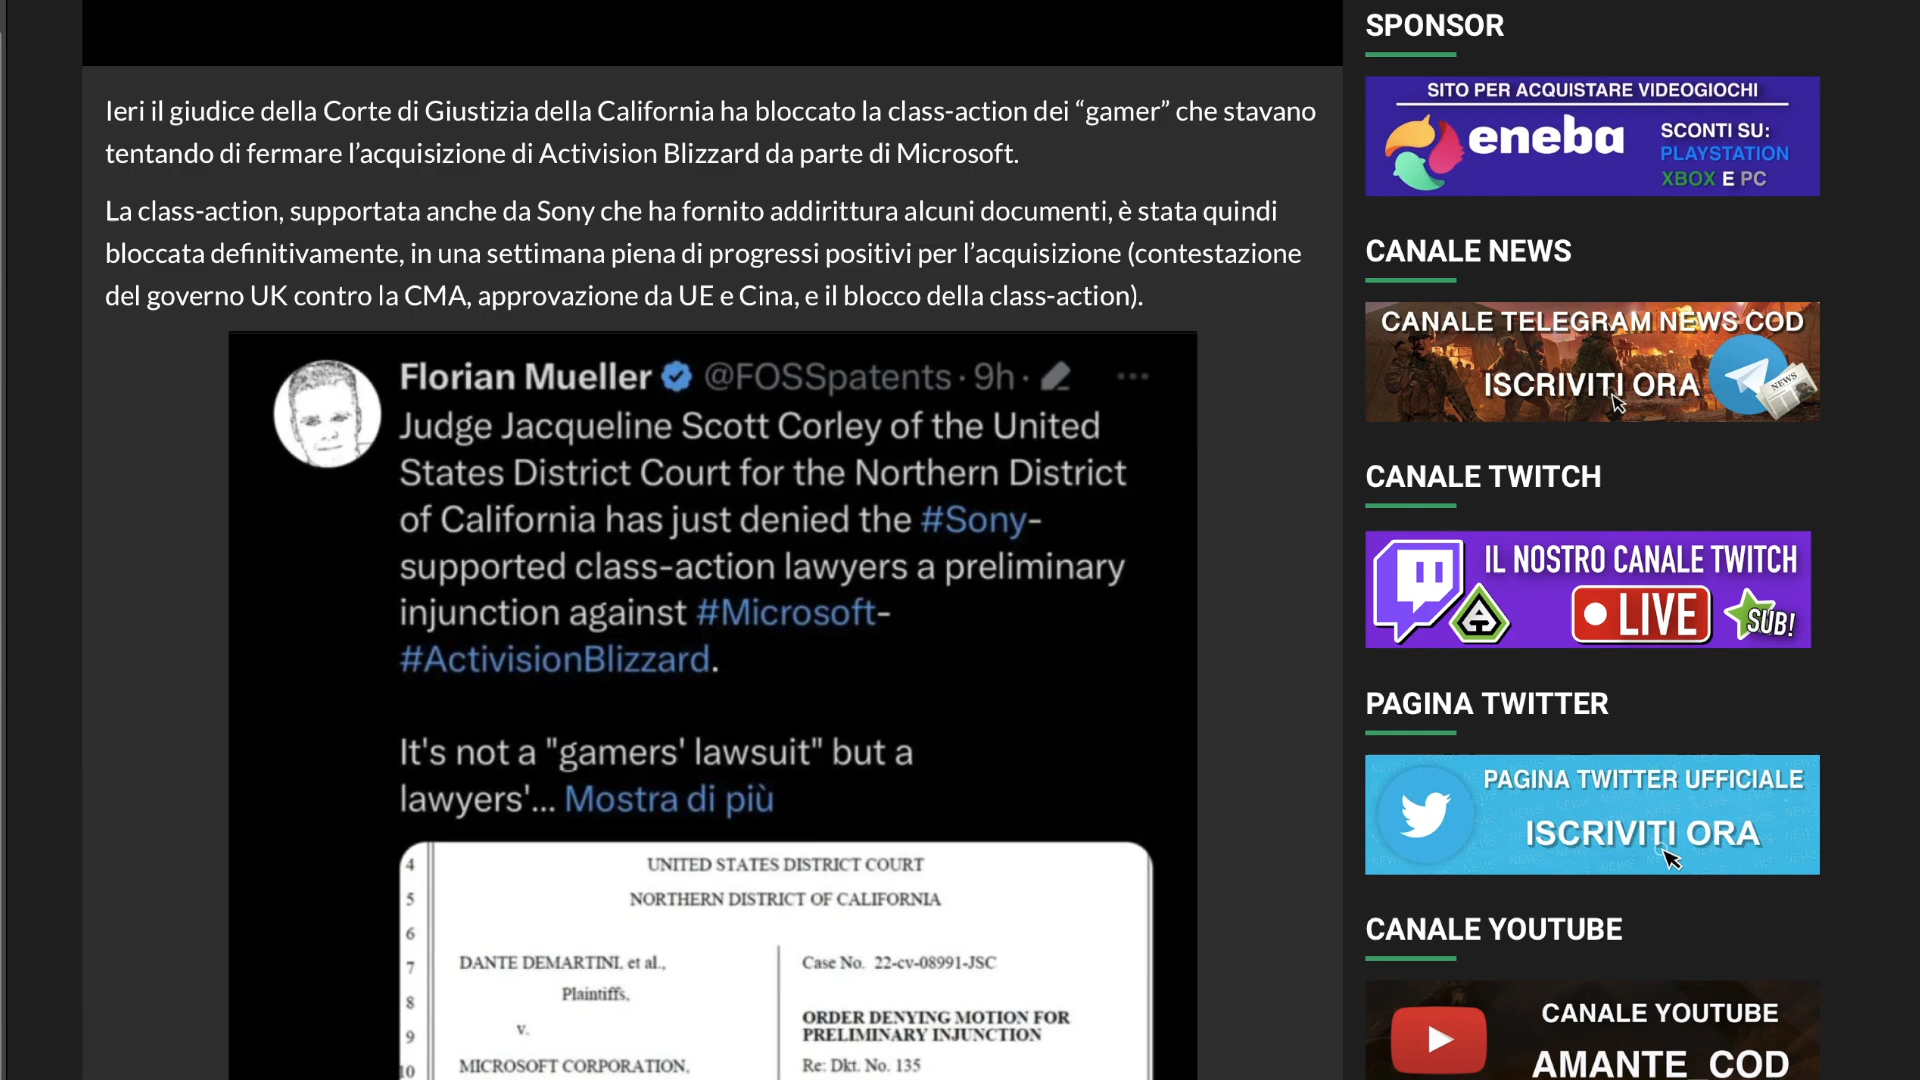 Ieri il giudice della Corte di Giustizia della California ha bloccato la class-action dei “gamer” che stavano
tentando di fermare l’acquisizione di Activision Blizzard da parte di Microsoft.
La class-action, supportata anche da Sony che ha fornito addirittura alcuni documenti, è stata quindi
bloccata definitivamente, in una settimana piena di progressi positivi per l’acquisizione (contestazione
del governo UK contro la CMA, approvazione da UE e Cina, e il blocco della class-action).
Florian Mueller @FOSSpatents · 9h ·
Judge Jacqueline Scott Corley of the United
States District Court for the Northern District
of California has just denied the #Sony-
supported class-action lawyers a preliminary
injunction against #Microsoft-
#ActivisionBlizzard.
It's not a "gamers' lawsuit" but a
lawyers'... Mostra di più
4 UNITED STATES DISTRICT COURT
5 NORTHERN DISTRICT OF CALIFORNIA
6
7 DANTE DEMARTINI, et al., Case No. 22-cv-08991-JSC
8 Plaintiffs,
ORDER DENYING MOTION FOR
9 v. PRELIMINARY INJUNCTION
10 MICROSOFT CORPORATION, Re: Dkt. No. 135
SPONSOR
SITO PER ACQUISTARE VIDEOGIOCHI
eneba
SCONTI SU:
PLAYSTATION
XBOX E PC
CANALE NEWS
CANALE TELEGRAM NEWS COD
ISCRIVITI ORA
NEWS
CANALE TWITCH
IL NOSTRO CANALE TWITCH
LIVE
SUB!
PAGINA TWITTER
PAGINA TWITTER UFFICIALE
ISCRIVITI ORA
CANALE YOUTUBE
CANALE YOUTUBE
AMANTE_COD